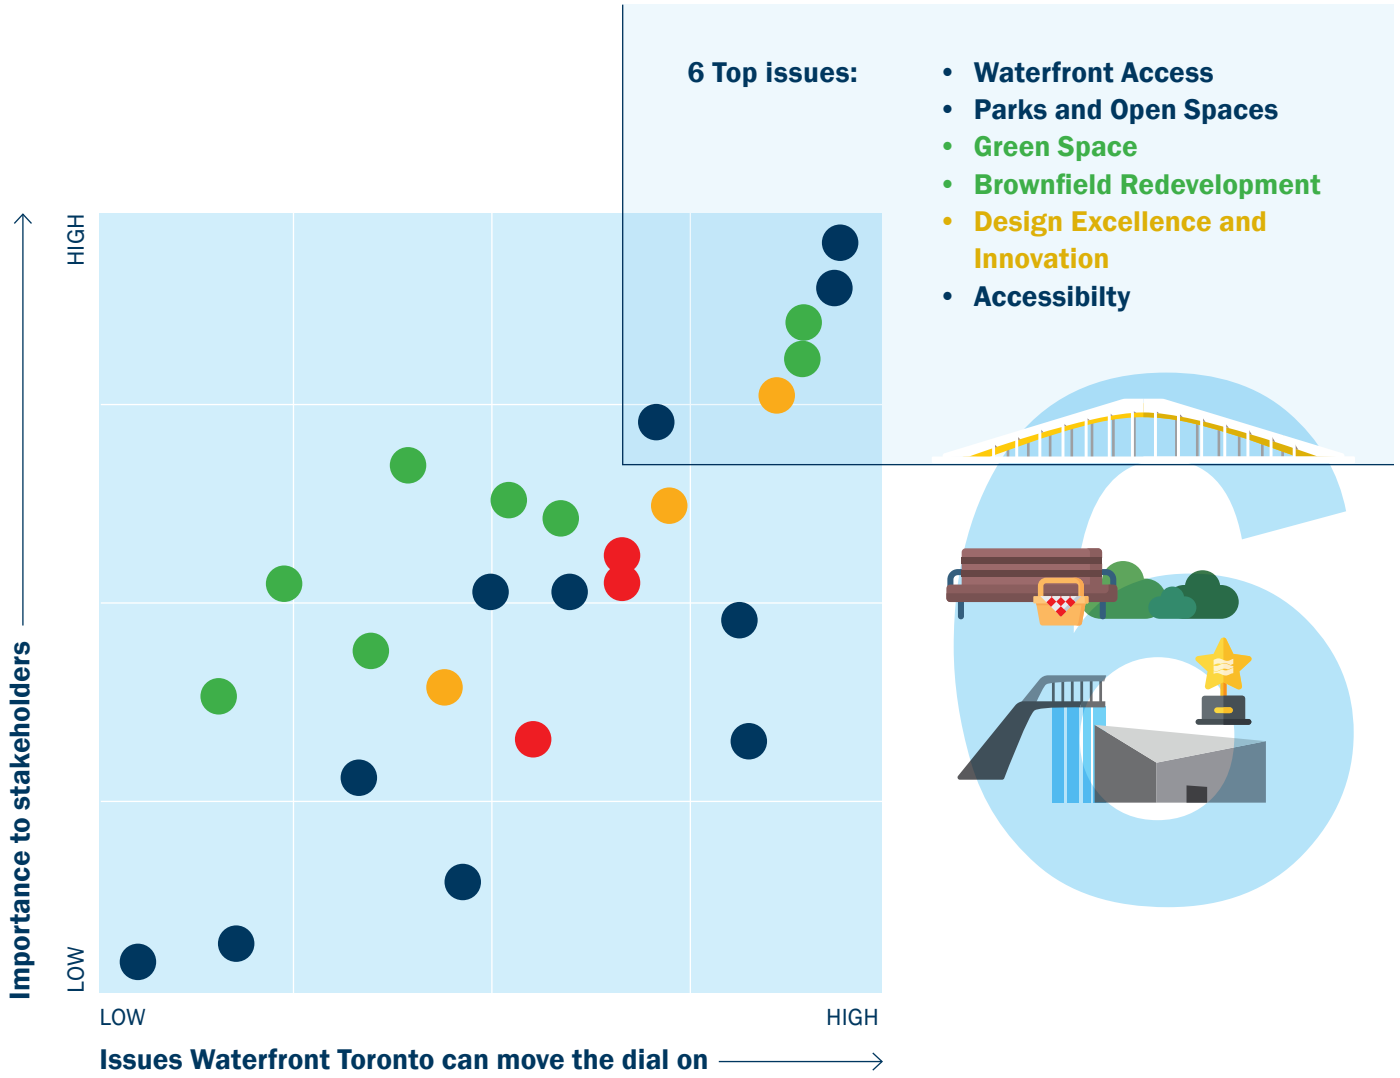 6 Top issues:
• Waterfront Access
• Parks and Open Spaces
• Green Space
• Brownfield Redevelopment
• Design Excellence and
Innovation
• Accessibilty
HIGH
Importance to stakeholders
LOW
LOW
HIGH
Issues Waterfront Toronto can move the dial on